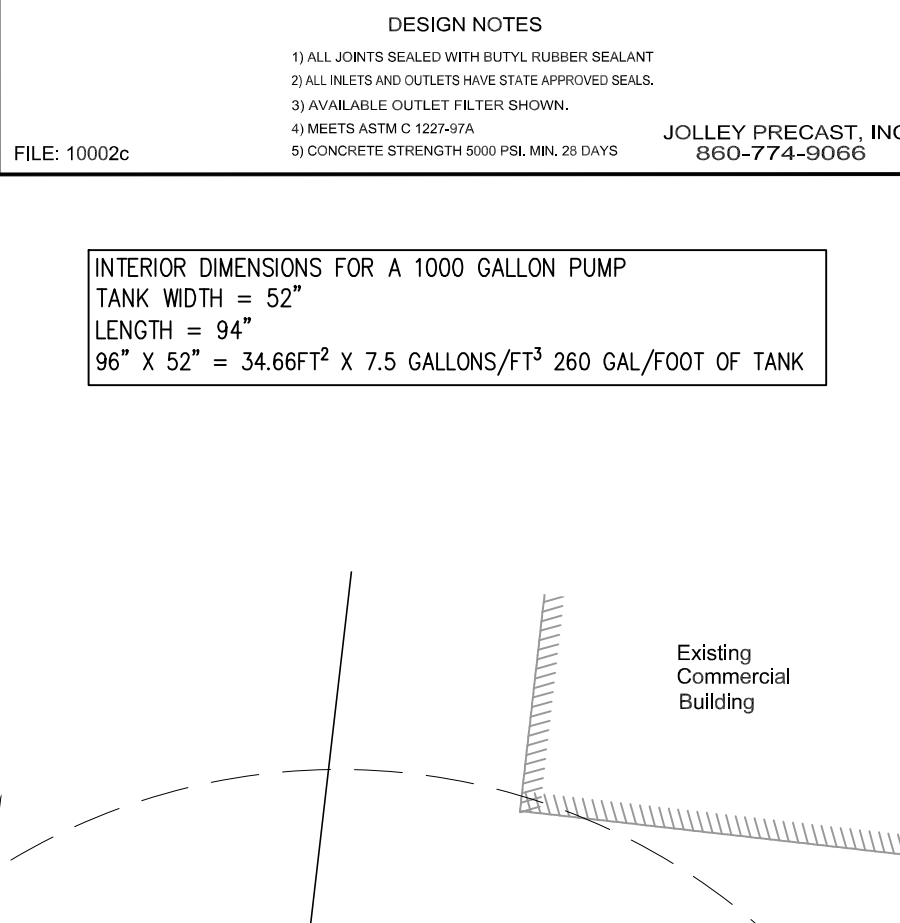 DESIGN NOTES
1) ALL JOINTS SEALED WITH BUTYL RUBBER SEALANT
2) ALL INLETS AND OUTLETS HAVE STATE APPROVED SEALS.
3) AVAILABLE OUTLET FILTER SHOWN.
4) MEETS ASTM C 1227-97A
5) CONCRETE STRENGTH 5000 PSI. MIN. 28 DAYS
FILE: 10002c
JOLLEY PRECAST, INC
860-774-9066
INTERIOR DIMENSIONS FOR A 1000 GALLON PUMP
TANK WIDTH = 52"
LENGTH = 94"
96" X 52" = 34.66FT² X 7.5 GALLONS/FT³ 260 GAL/FOOT OF TANK
Existing
Commercial
Building